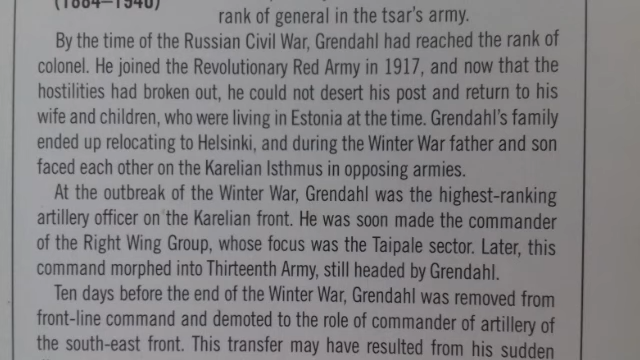 (1884–1940)
rank of general in the tsar's army.
By the time of the Russian Civil War, Grendahl had reached the rank of
colonel. He joined the Revolutionary Red Army in 1917, and now that the
hostilities had broken out, he could not desert his post and return to his
wife and children, who were living in Estonia at the time. Grendahl's family
ended up relocating to Helsinki, and during the Winter War father and son
faced each other on the Karelian Isthmus in opposing armies.
At the outbreak of the Winter War, Grendahl was the highest-ranking
artillery officer on the Karelian front. He was soon made the commander
of the Right Wing Group, whose focus was the Taipale sector. Later, this
command morphed into Thirteenth Army, still headed by Grendahl.
Ten days before the end of the Winter War, Grendahl was removed from
front-line command and demoted to the role of commander of artillery of
the south-east front. This transfer may have resulted from his sudden